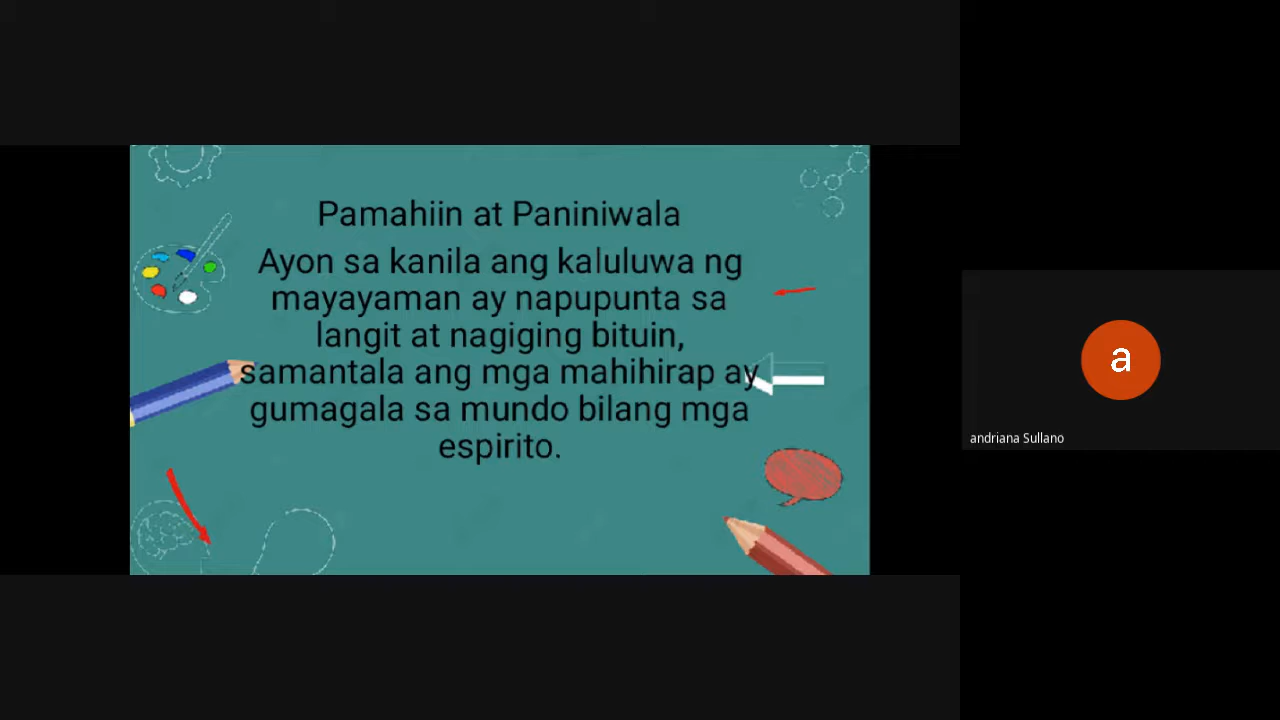 Pamahiin at Paniniwala
Ayon sa kanila ang kaluluwa ng
mayayaman ay napupunta sa
langit at nagiging bituin,
samantala ang mga mahihirap ay
gumagala sa mundo bilang mga
espirito.
a
andriana Sullano